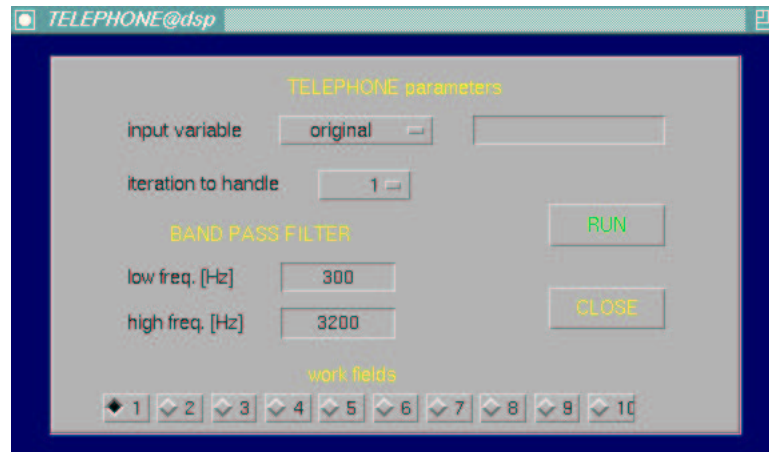 TELEPHONE@dsp
TELEPHONE parameters
input variable original
iteration to handle 1
BAND PASS FILTER
RUN
low freq. [Hz] 300
high freq. [Hz] 3200
CLOSE
work fields
1 2 3 4 5 6 7 8 9 10